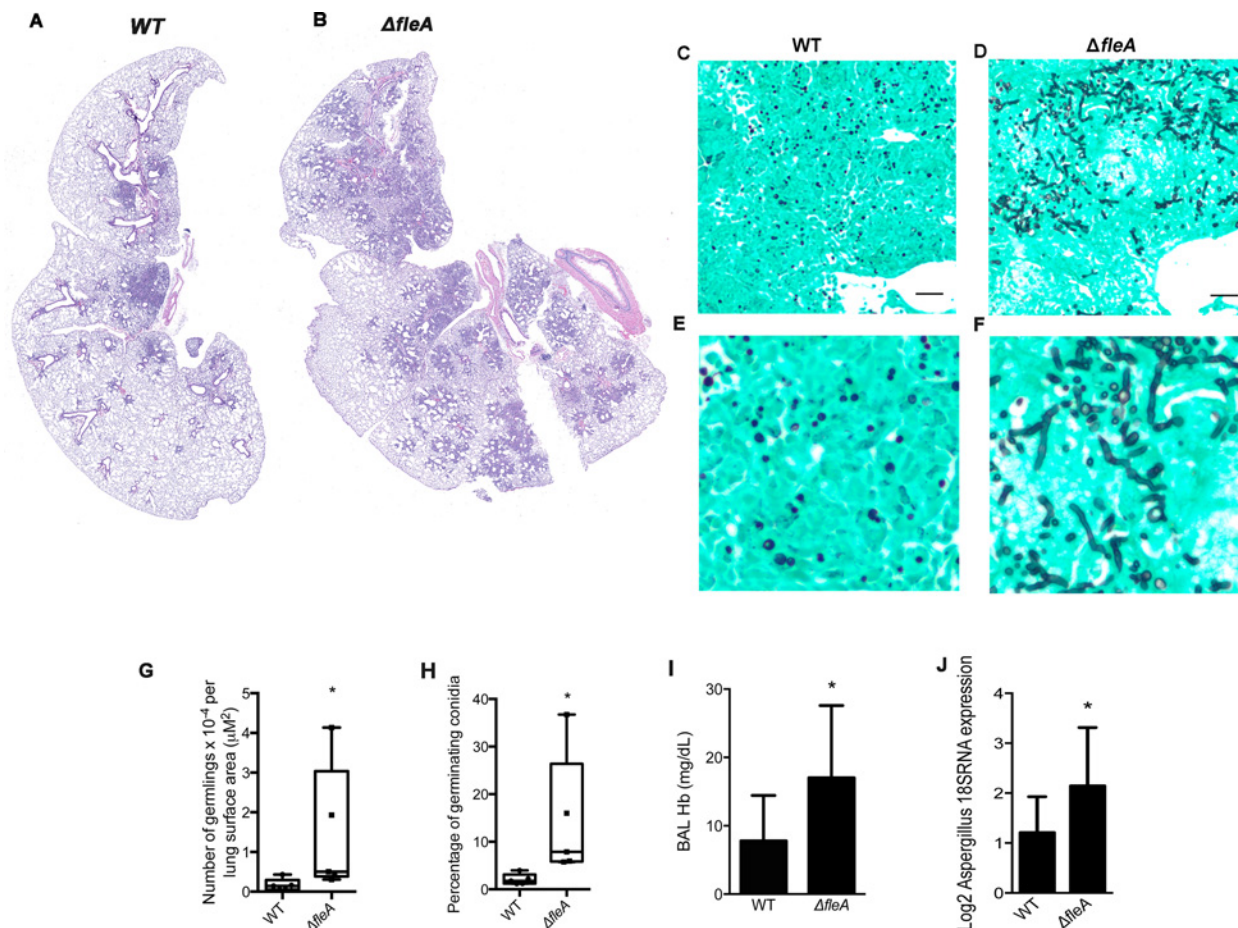 A
WT
B
ΔfleA
WT
ΔfleA
C
D
E
F
G
Number of germlings x 10-4 per
lung surface area (μM2)
5
4
3
2
1
0
*
WT
ΔfleA
H
Percentage of germinating conidia
40
30
20
10
0
*
WT
ΔfleA
I
BAL Hb (mg/dL)
30
20
10
0
*
WT
ΔfleA
J
Log2 Aspergillus 18SRNA expression
4
3
2
1
0
*
WT
ΔfleA